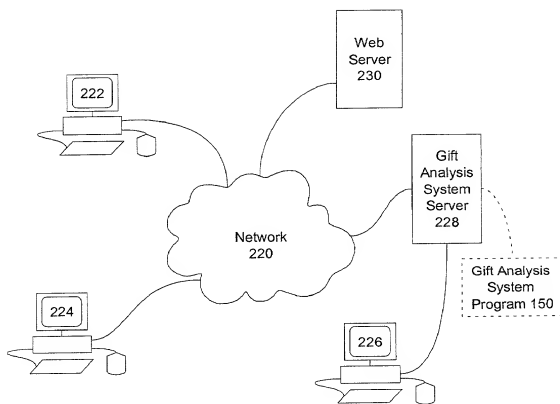 Web
Server
230
222
Gift
Analysis
System
Server
228
Network
220
Gift Analysis
System
Program 150
224
226